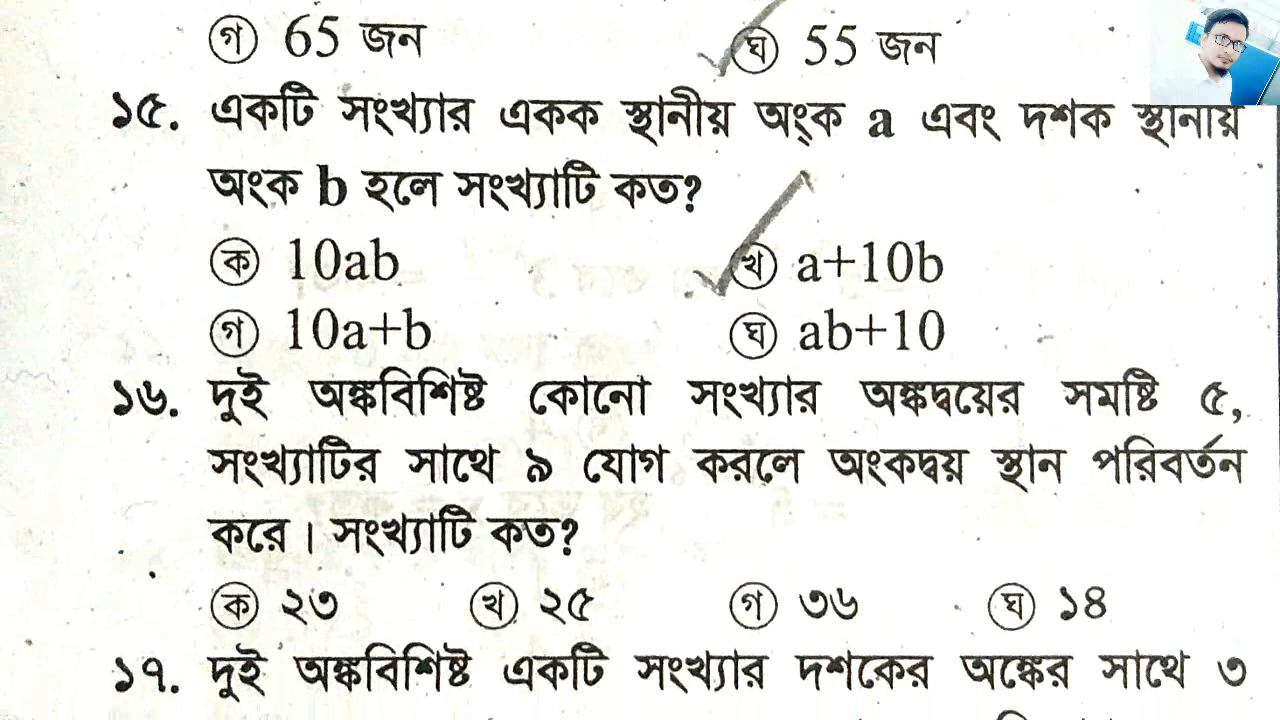 গ 65 জন ঘ 55 জন
১৫. একটি সংখ্যার একক স্থানীয় অংক a এবং দশক স্থানীয়
অংক b হলে সংখ্যাটি কত?
ক 10ab খ a+10b
গ 10a+b ঘ ab+10
১৬. দুই অঙ্কবিশিষ্ট কোনো সংখ্যার অঙ্কদ্বয়ের সমষ্টি ৫,
সংখ্যাটির সাথে ৯ যোগ করলে অংকদ্বয় স্থান পরিবর্তন
করে। সংখ্যাটি কত?
ক ২৩ খ ২৫ গ ৩৬ ঘ ১৪
১৭. দুই অঙ্কবিশিষ্ট একটি সংখ্যার দশকের অঙ্কের সাথে ৩